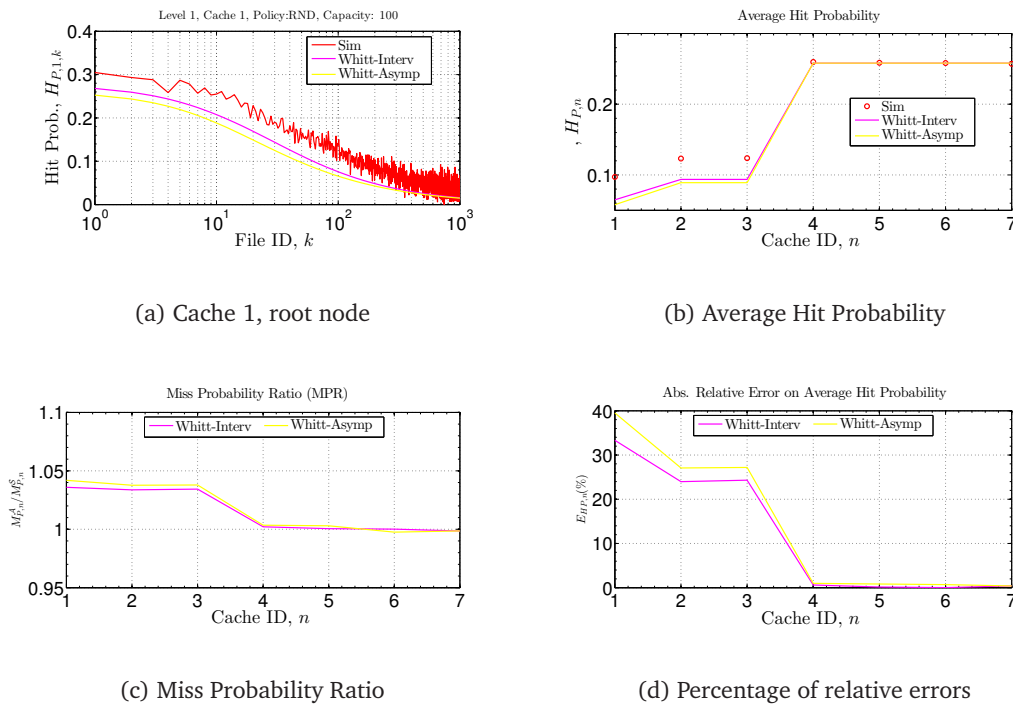 Level 1, Cache 1, Policy:RND, Capacity: 100
Hit Prob., H_{P,1,k}
0.4
0.3
0.2
0.1
0
Sim
Whitt-Interv
Whitt-Asymp
10^0 10^1 10^2 10^3
File ID, k
(a) Cache 1, root node
Average Hit Probability
, H_{P,n}
0.2
0.1
Sim
Whitt-Interv
Whitt-Asymp
1 2 3 4 5 6 7
Cache ID, n
(b) Average Hit Probability
Miss Probability Ratio (MPR)
M^A_{P,n}/M^S_{P,n}
1.1
1.05
1
0.95
Whitt-Interv Whitt-Asymp
1 2 3 4 5 6 7
Cache ID, n
(c) Miss Probability Ratio
Abs. Relative Error on Average Hit Probability
E_{HP,n}(%)
40
30
20
10
0
Whitt-Interv Whitt-Asymp
1 2 3 4 5 6 7
Cache ID, n
(d) Percentage of relative errors